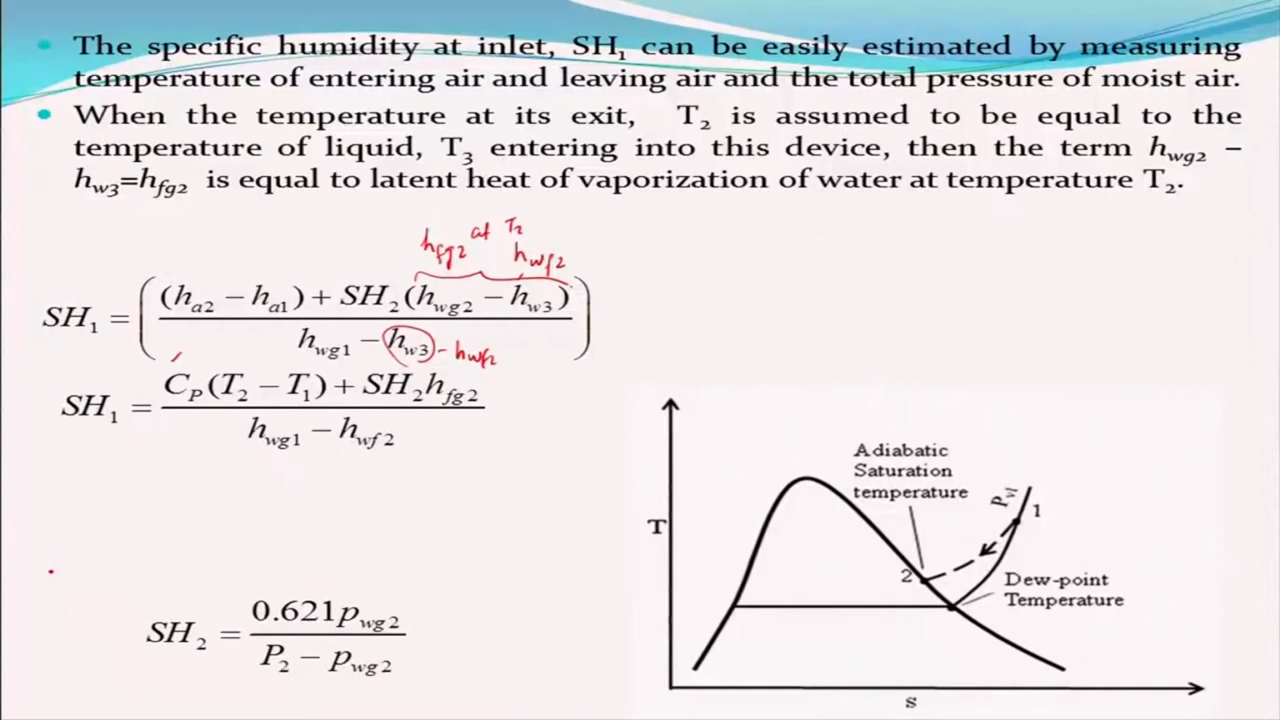 The specific humidity at inlet, SH₁ can be easily estimated by measuring
temperature of entering air and leaving air and the total pressure of moist air.
When the temperature at its exit, T₂ is assumed to be equal to the
temperature of liquid, T₃ entering into this device, then the term h_wg2 –
h_w3=h_fg2 is equal to latent heat of vaporization of water at temperature T₂.
h_fg2 at T₂
h_wf2
SH₁ = ( (h_a2 − h_a1) + SH₂(h_wg2 − h_w3) / h_wg1 − h_w3 )
- h_wf2
SH₁ = C_P(T₂ − T₁) + SH₂h_fg2 / h_wg1 − h_wf2
SH₂ = 0.621p_wg2 / P₂ − p_wg2
Adiabatic
Saturation
temperature
P_v1
1
T
2
Dew-point
Temperature
s